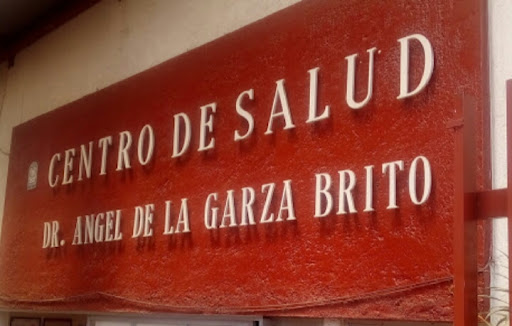 CENTRO DE SALUD
DR. ANGEL DE LA GARZA BRITO